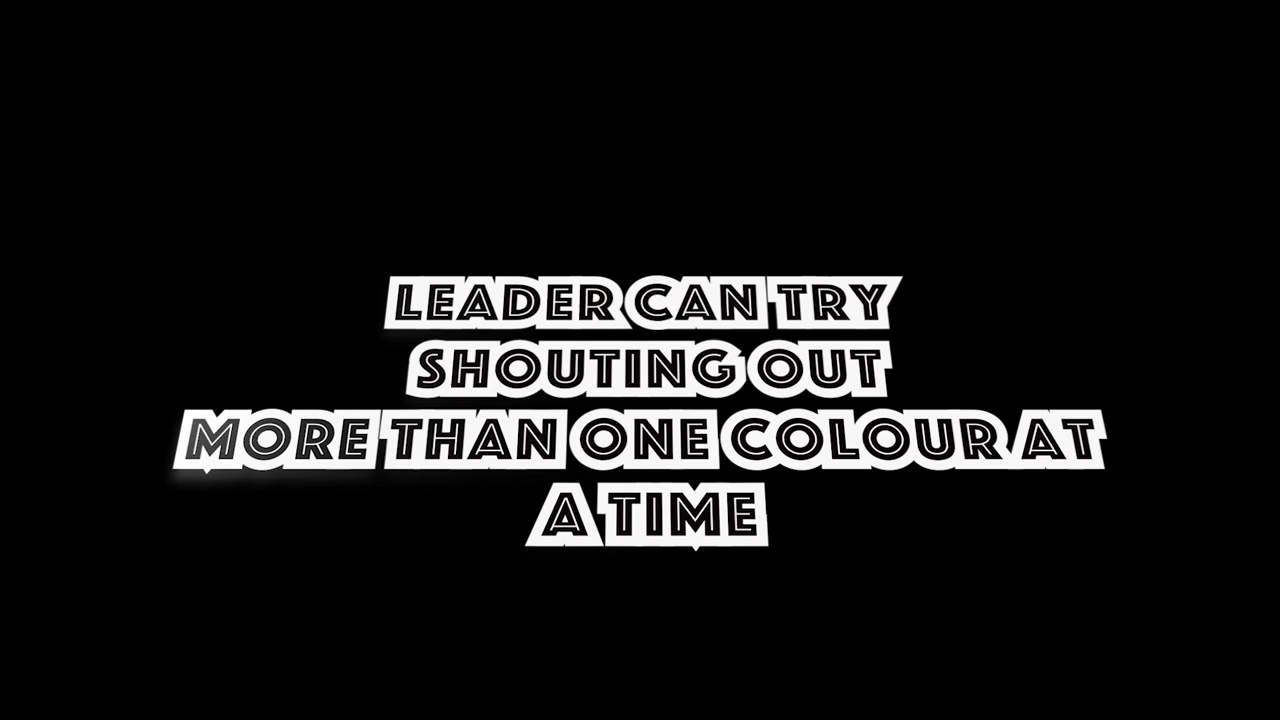 LEADER CAN TRY
SHOUTING OUT
MORE THAN ONE COLOUR AT
A TIME